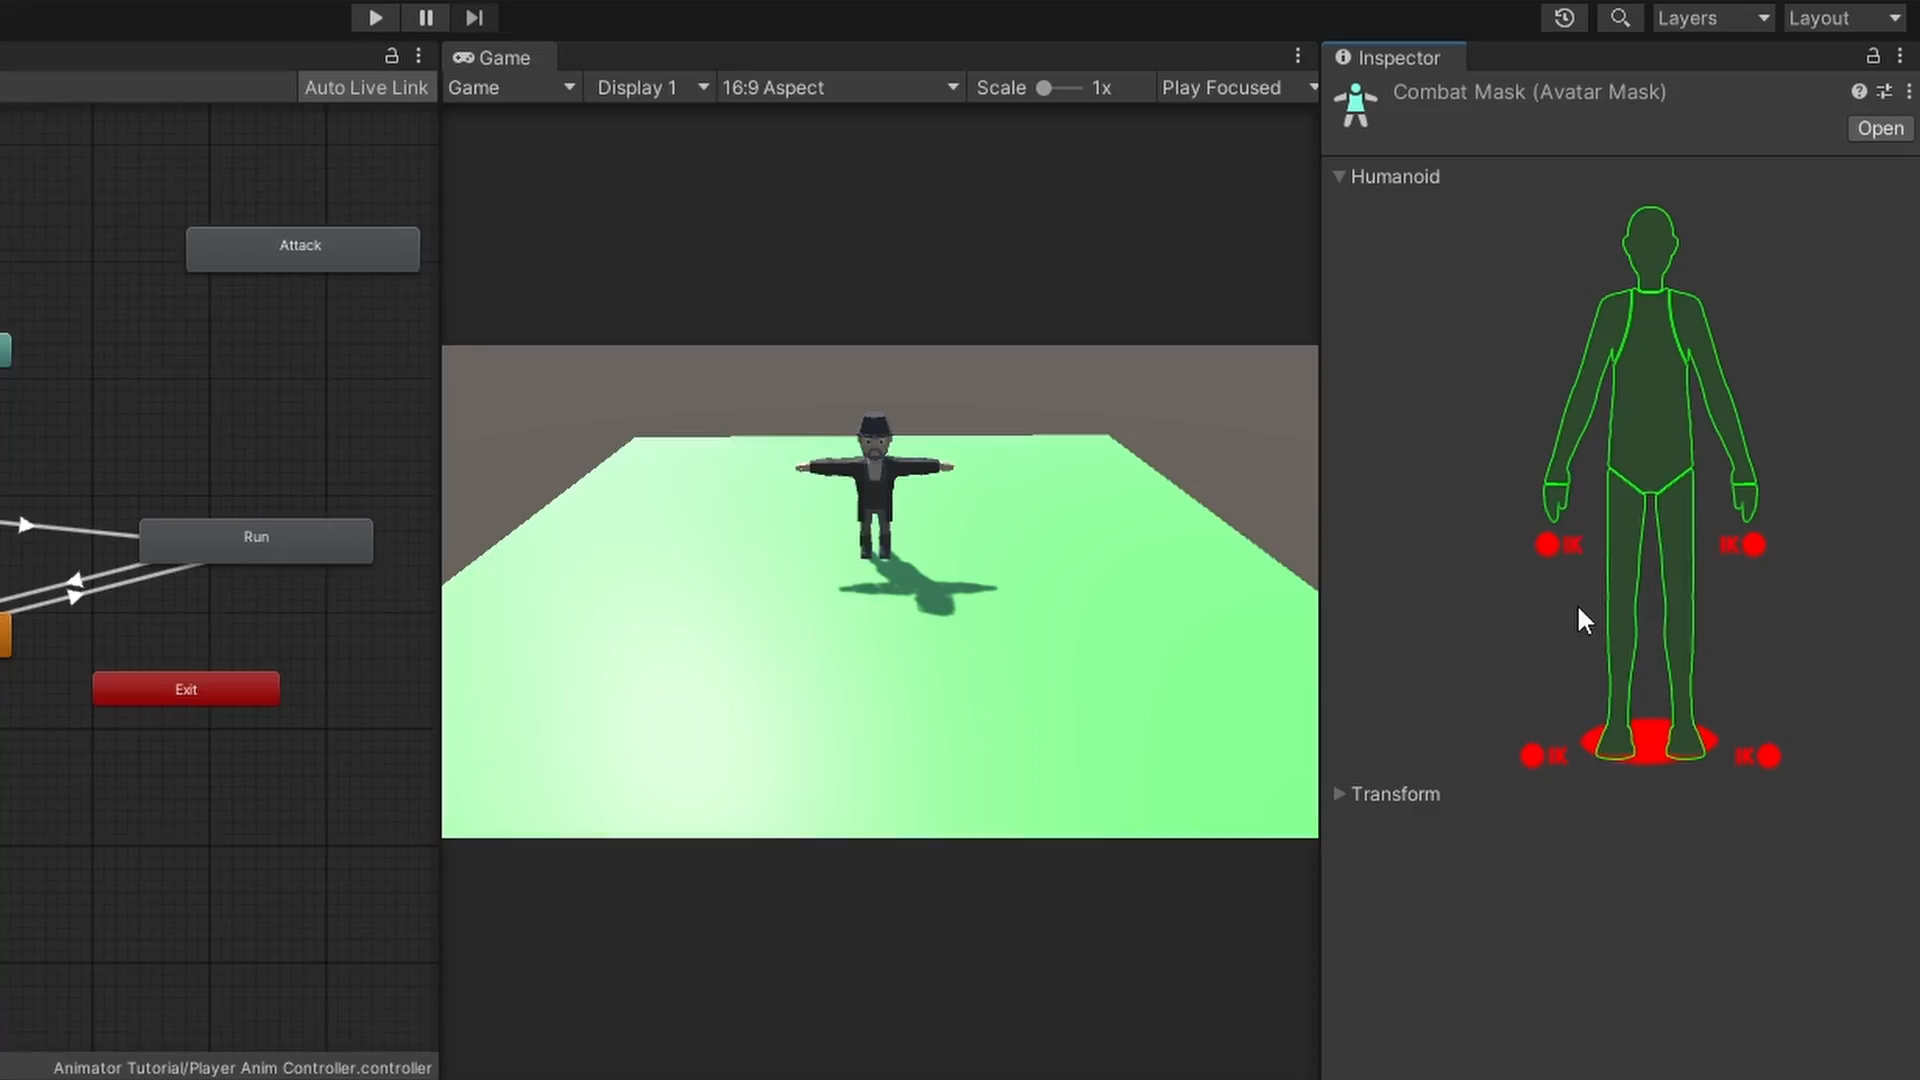 Layers
Layout
Game
Inspector
Auto Live Link
Game
Display 1
16:9 Aspect
Scale
1x
Play Focused
Combat Mask (Avatar Mask)
Open
Humanoid
Attack
Run
IK
IK
Exit
IK
IK
Transform
Animator Tutorial/Player Anim Controller.controller